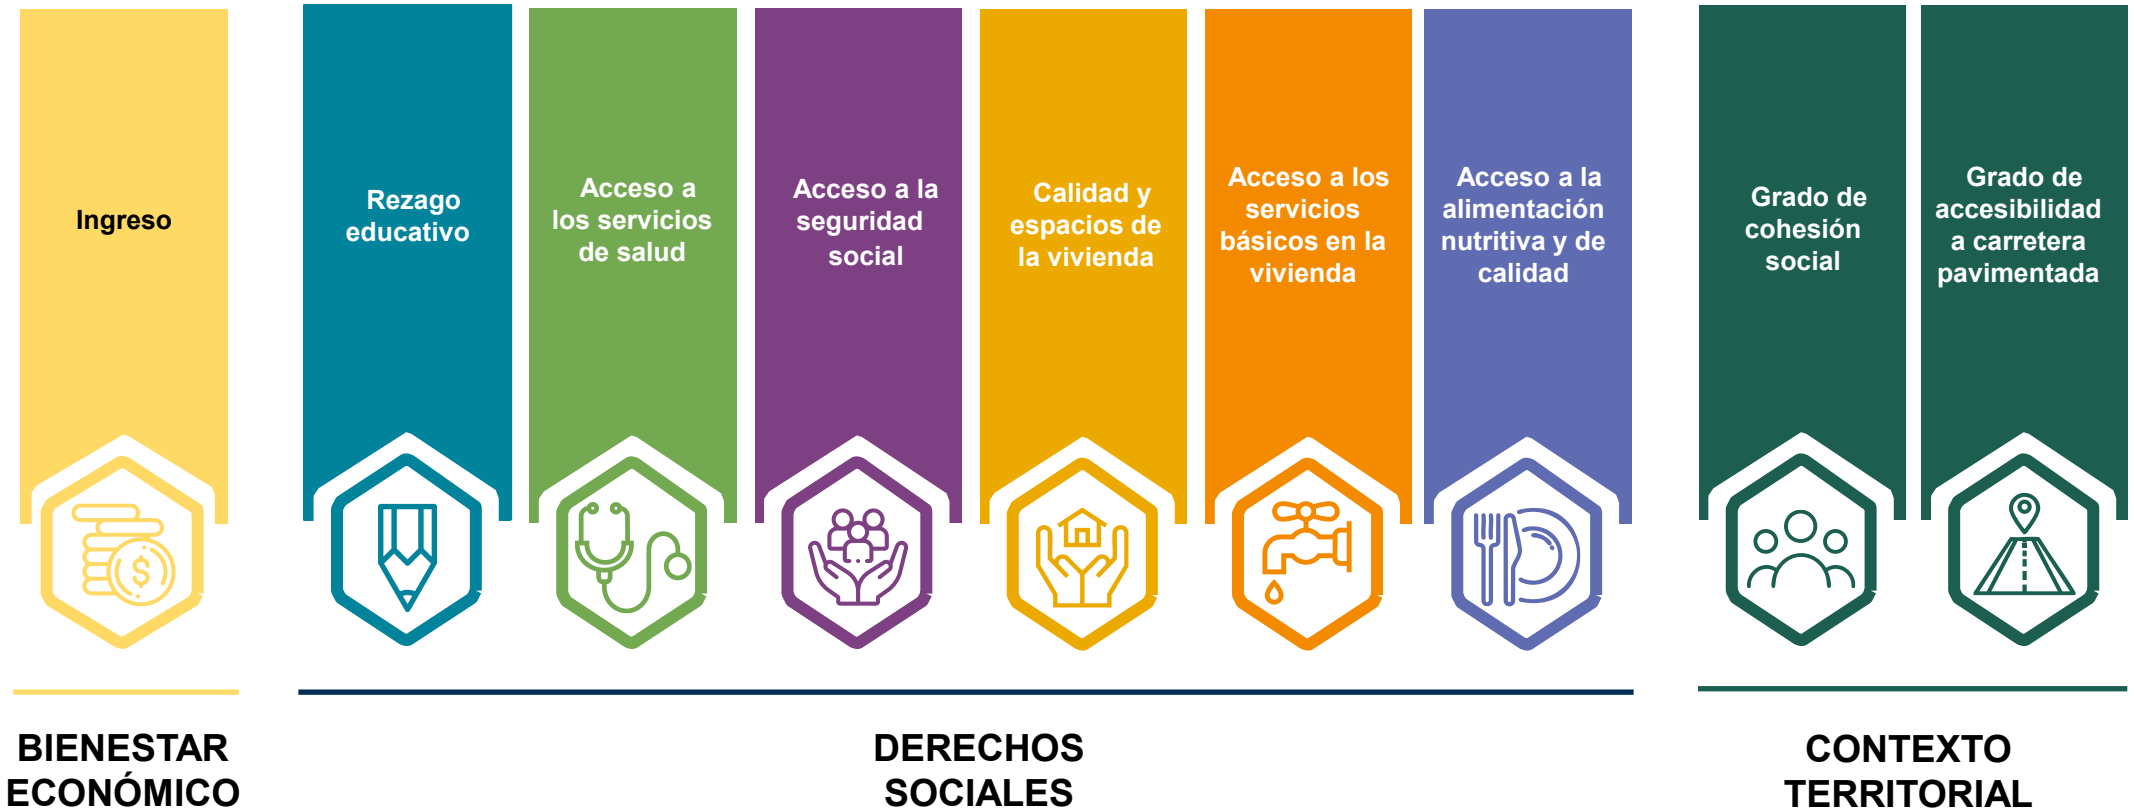 Ingreso
Rezago
educativo
Acceso a
los servicios
de salud
Acceso a la
seguridad
social
Calidad y
espacios de
la vivienda
Acceso a los
servicios
básicos en la
vivienda
Acceso a la
alimentación
nutritiva y de
calidad
Grado de
cohesión
social
Grado de
accesibilidad
a carretera
pavimentada
$
BIENESTAR
ECONÓMICO
DERECHOS
SOCIALES
CONTEXTO
TERRITORIAL